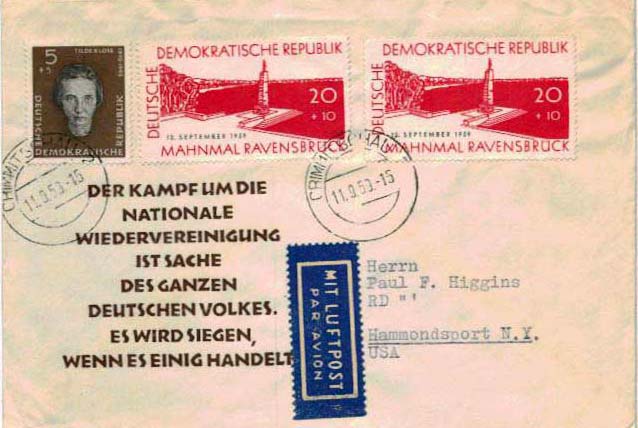 5
+5
TILDE KLOSE
DEUTSCHE
DEMOKRATISCHE REPUBLIK
DEUTSCHE
DEMOKRATISCHE REPUBLIK
20
+10
12. SEPTEMBER 1959
MAHNMAL RAVENSBRÜCK
DEUTSCHE
DEMOKRATISCHE REPUBLIK
20
+10
12. SEPTEMBER 1959
MAHNMAL RAVENSBRÜCK
11.9.59.-15
11.9.59.-15
DER KAMPF UM DIE
NATIONALE
WIEDERVEREINIGUNG
IST SACHE
DES GANZEN
DEUTSCHEN VOLKES.
ES WIRD SIEGEN,
WENN ES EINIG HANDELT
MIT LUFTPOST
PAR AVION
Herrn
Paul F. Higgins
RD "'
Hammondsport N.Y.
USA